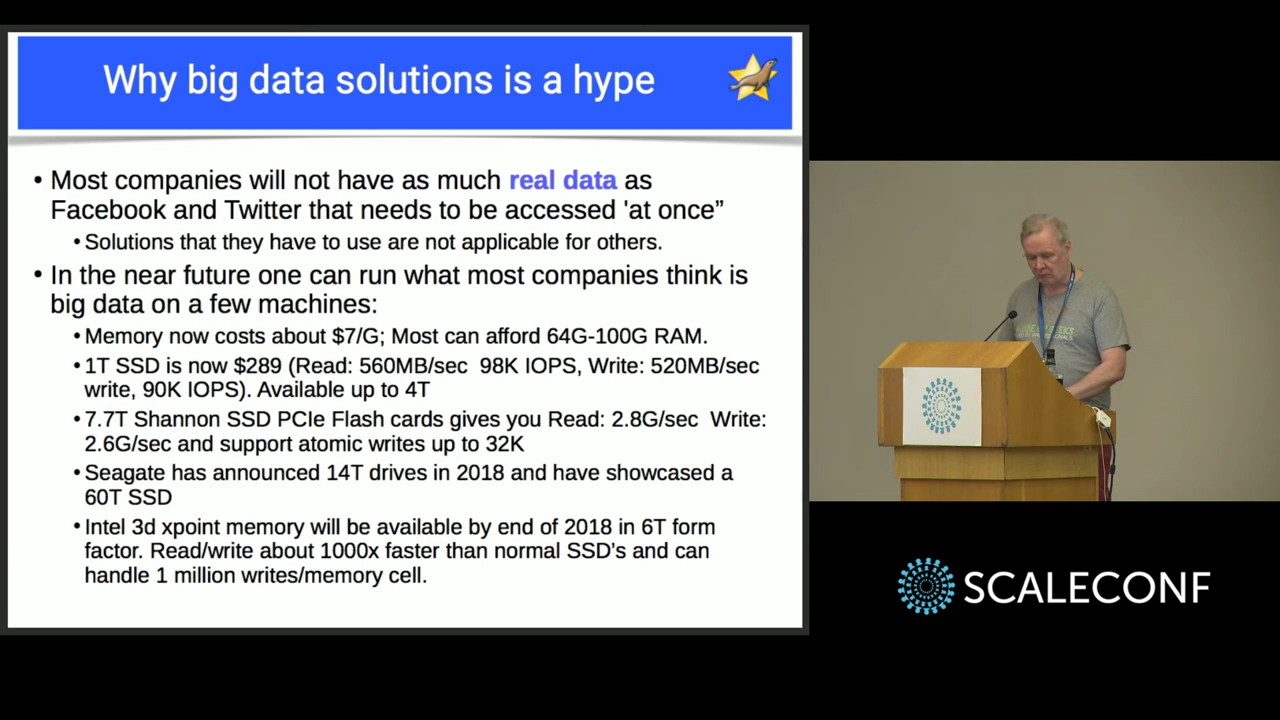 Why big data solutions is a hype
• Most companies will not have as much real data as
Facebook and Twitter that needs to be accessed 'at once”
• Solutions that they have to use are not applicable for others.
• In the near future one can run what most companies think is
big data on a few machines:
• Memory now costs about $7/G; Most can afford 64G-100G RAM.
• 1T SSD is now $289 (Read: 560MB/sec 98K IOPS, Write: 520MB/sec
write, 90K IOPS). Available up to 4T
• 7.7T Shannon SSD PCIe Flash cards gives you Read: 2.8G/sec Write:
2.6G/sec and support atomic writes up to 32K
• Seagate has announced 14T drives in 2018 and have showcased a
60T SSD
• Intel 3d xpoint memory will be available by end of 2018 in 6T form
factor. Read/write about 1000x faster than normal SSD's and can
handle 1 million writes/memory cell.
SCALECONF